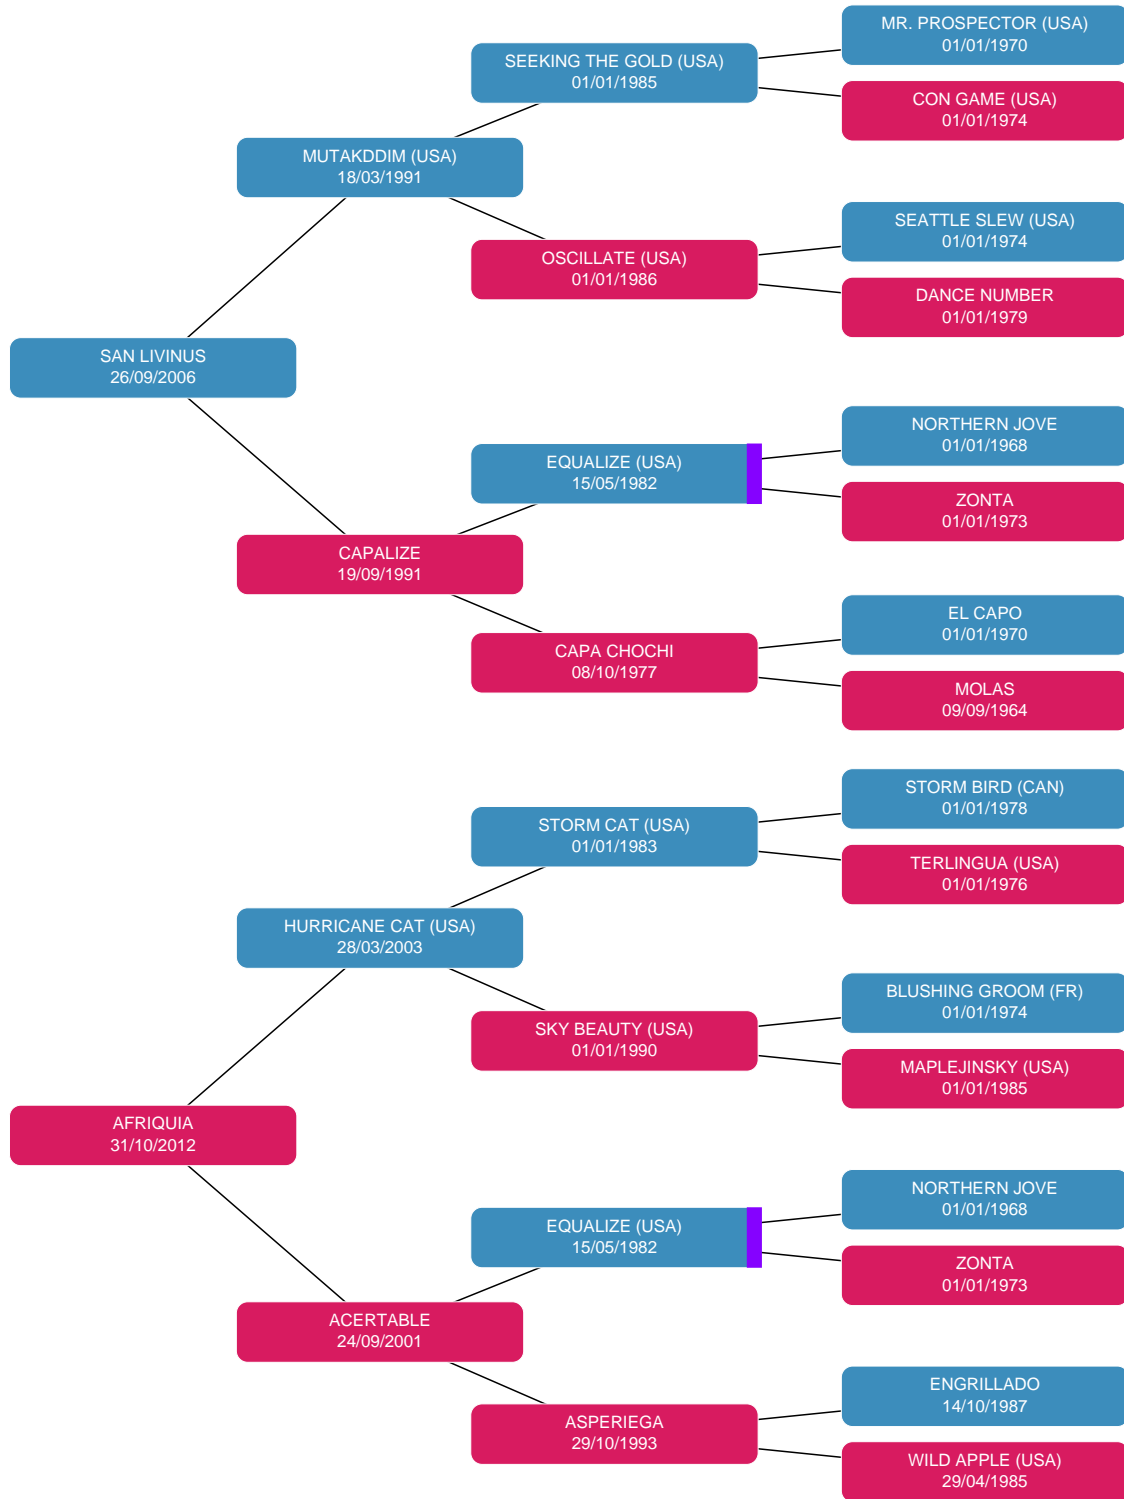 MR. PROSPECTOR (USA)
01/01/1970
SEEKING THE GOLD (USA)
01/01/1985
CON GAME (USA)
01/01/1974
MUTAKDDIM (USA)
18/03/1991
SEATTLE SLEW (USA)
01/01/1974
OSCILLATE (USA)
01/01/1986
DANCE NUMBER
01/01/1979
SAN LIVINUS
26/09/2006
NORTHERN JOVE
01/01/1968
EQUALIZE (USA)
15/05/1982
ZONTA
01/01/1973
CAPALIZE
19/09/1991
EL CAPO
01/01/1970
CAPA CHOCHI
08/10/1977
MOLAS
09/09/1964
STORM BIRD (CAN)
01/01/1978
STORM CAT (USA)
01/01/1983
TERLINGUA (USA)
01/01/1976
HURRICANE CAT (USA)
28/03/2003
BLUSHING GROOM (FR)
01/01/1974
SKY BEAUTY (USA)
01/01/1990
MAPLEJINSKY (USA)
01/01/1985
AFRIQUIA
31/10/2012
NORTHERN JOVE
01/01/1968
EQUALIZE (USA)
15/05/1982
ZONTA
01/01/1973
ACERTABLE
24/09/2001
ENGRILLADO
14/10/1987
ASPERIEGA
29/10/1993
WILD APPLE (USA)
29/04/1985